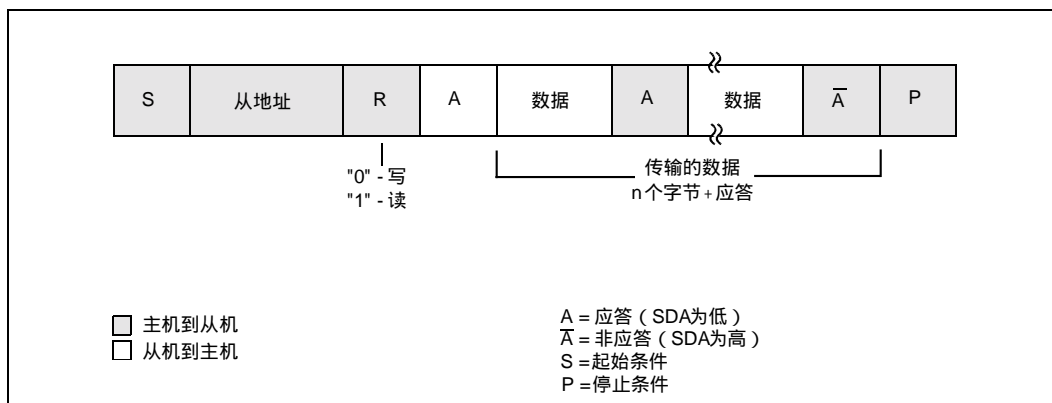 S 从地址 R A 数据 A 数据 A̅ P
"0" - 写
"1" - 读
传输的数据
n个字节+应答
主机到从机
从机到主机
A = 应答（SDA为低）
A̅ = 非应答（SDA为高）
S =起始条件
P =停止条件